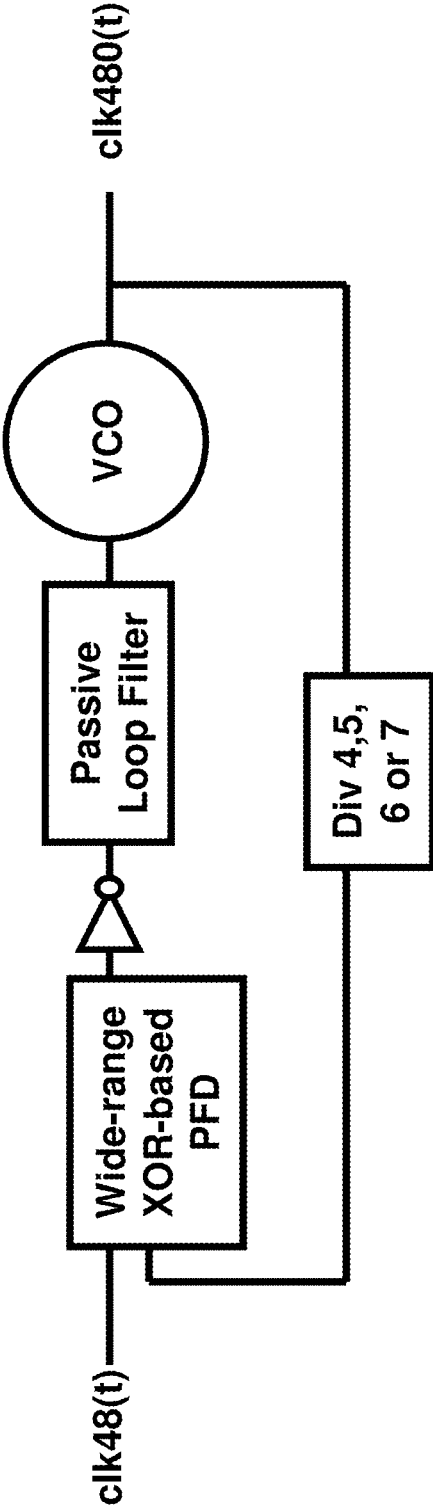 clk48(t)
Wide-range
XOR-based
PFD
Passive
Loop Filter
VCO
clk480(t)
Div 4,5,
6 or 7